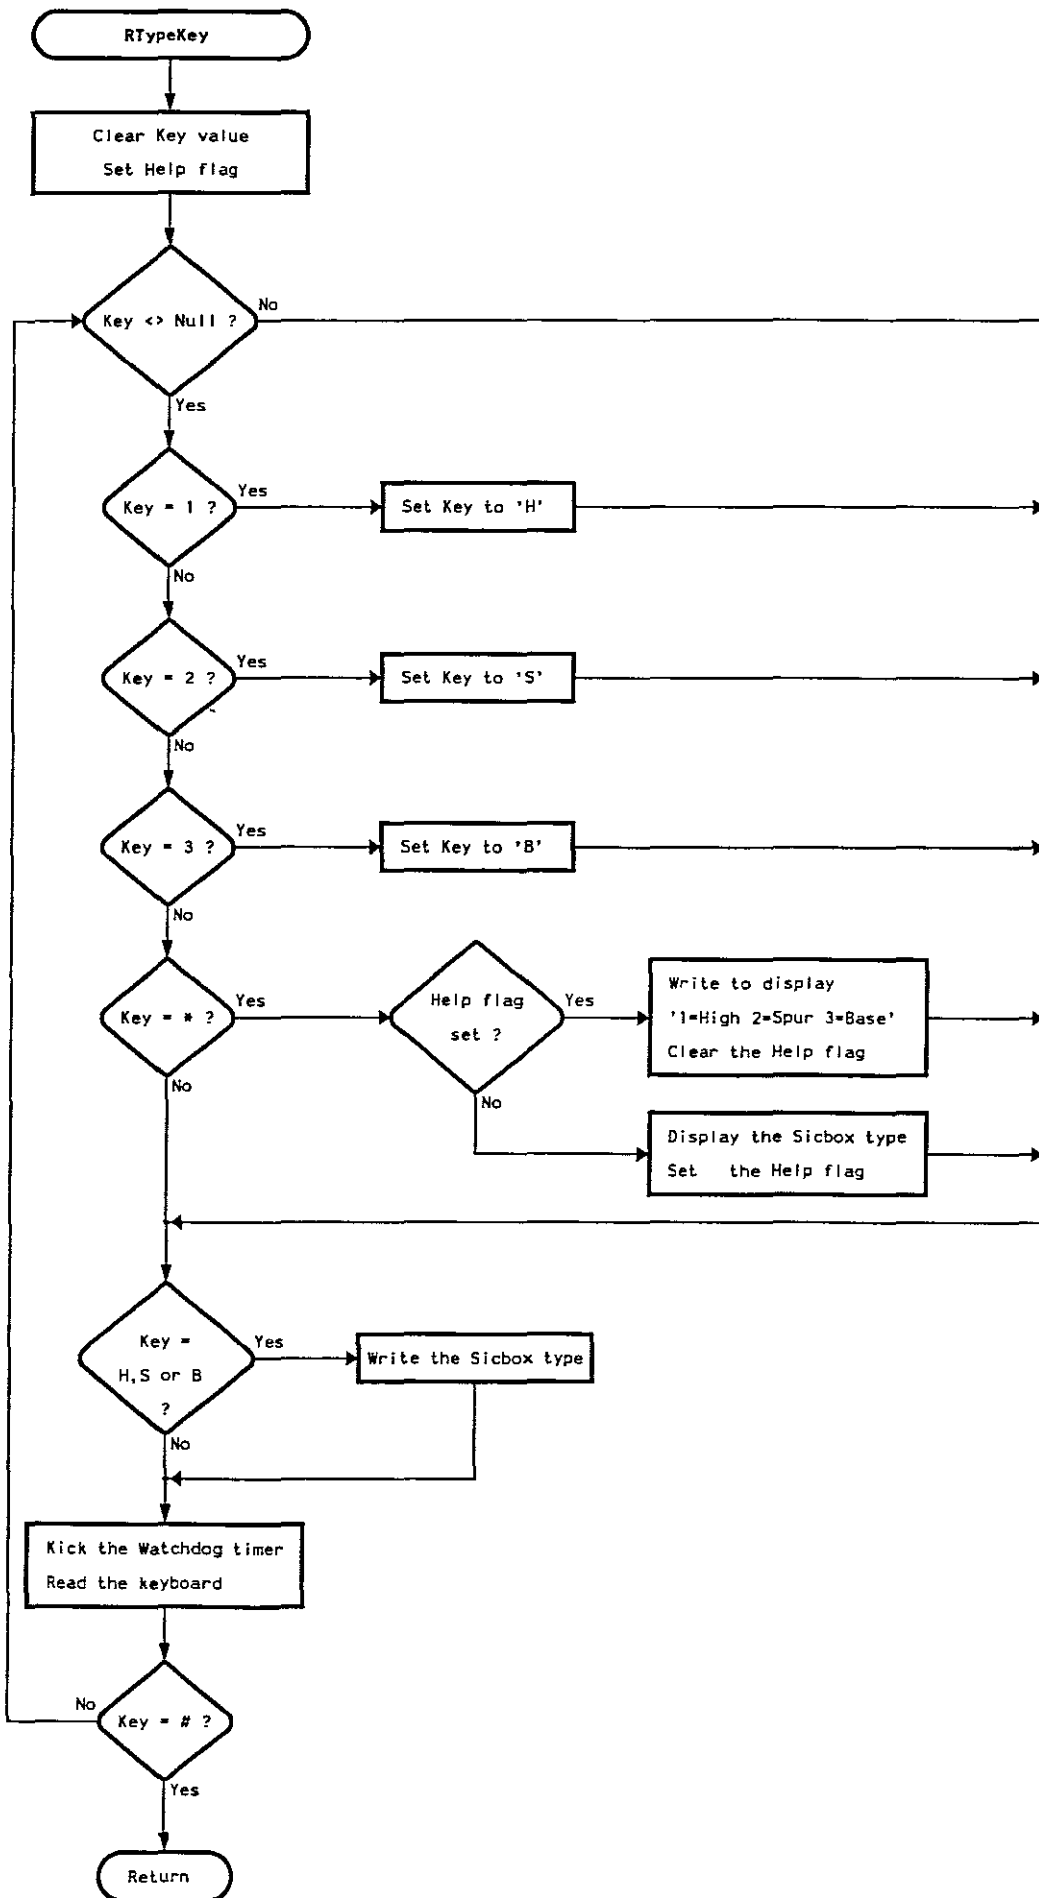 RTypeKey
Clear Key value
Set Help flag
Key <> Null ?
No
Yes
Key = 1 ?
Yes
Set Key to 'H'
No
Key = 2 ?
Yes
Set Key to 'S'
No
Key = 3 ?
Yes
Set Key to 'B'
No
Key = * ?
Yes
Help flag
set ?
Yes
Write to display
'1=High 2=Spur 3=Base'
Clear the Help flag
No
No
Display the Sicbox type
Set the Help flag
Key =
H,S or B
?
Yes
Write the Sicbox type
No
Kick the Watchdog timer
Read the keyboard
No
Key = # ?
Yes
Return